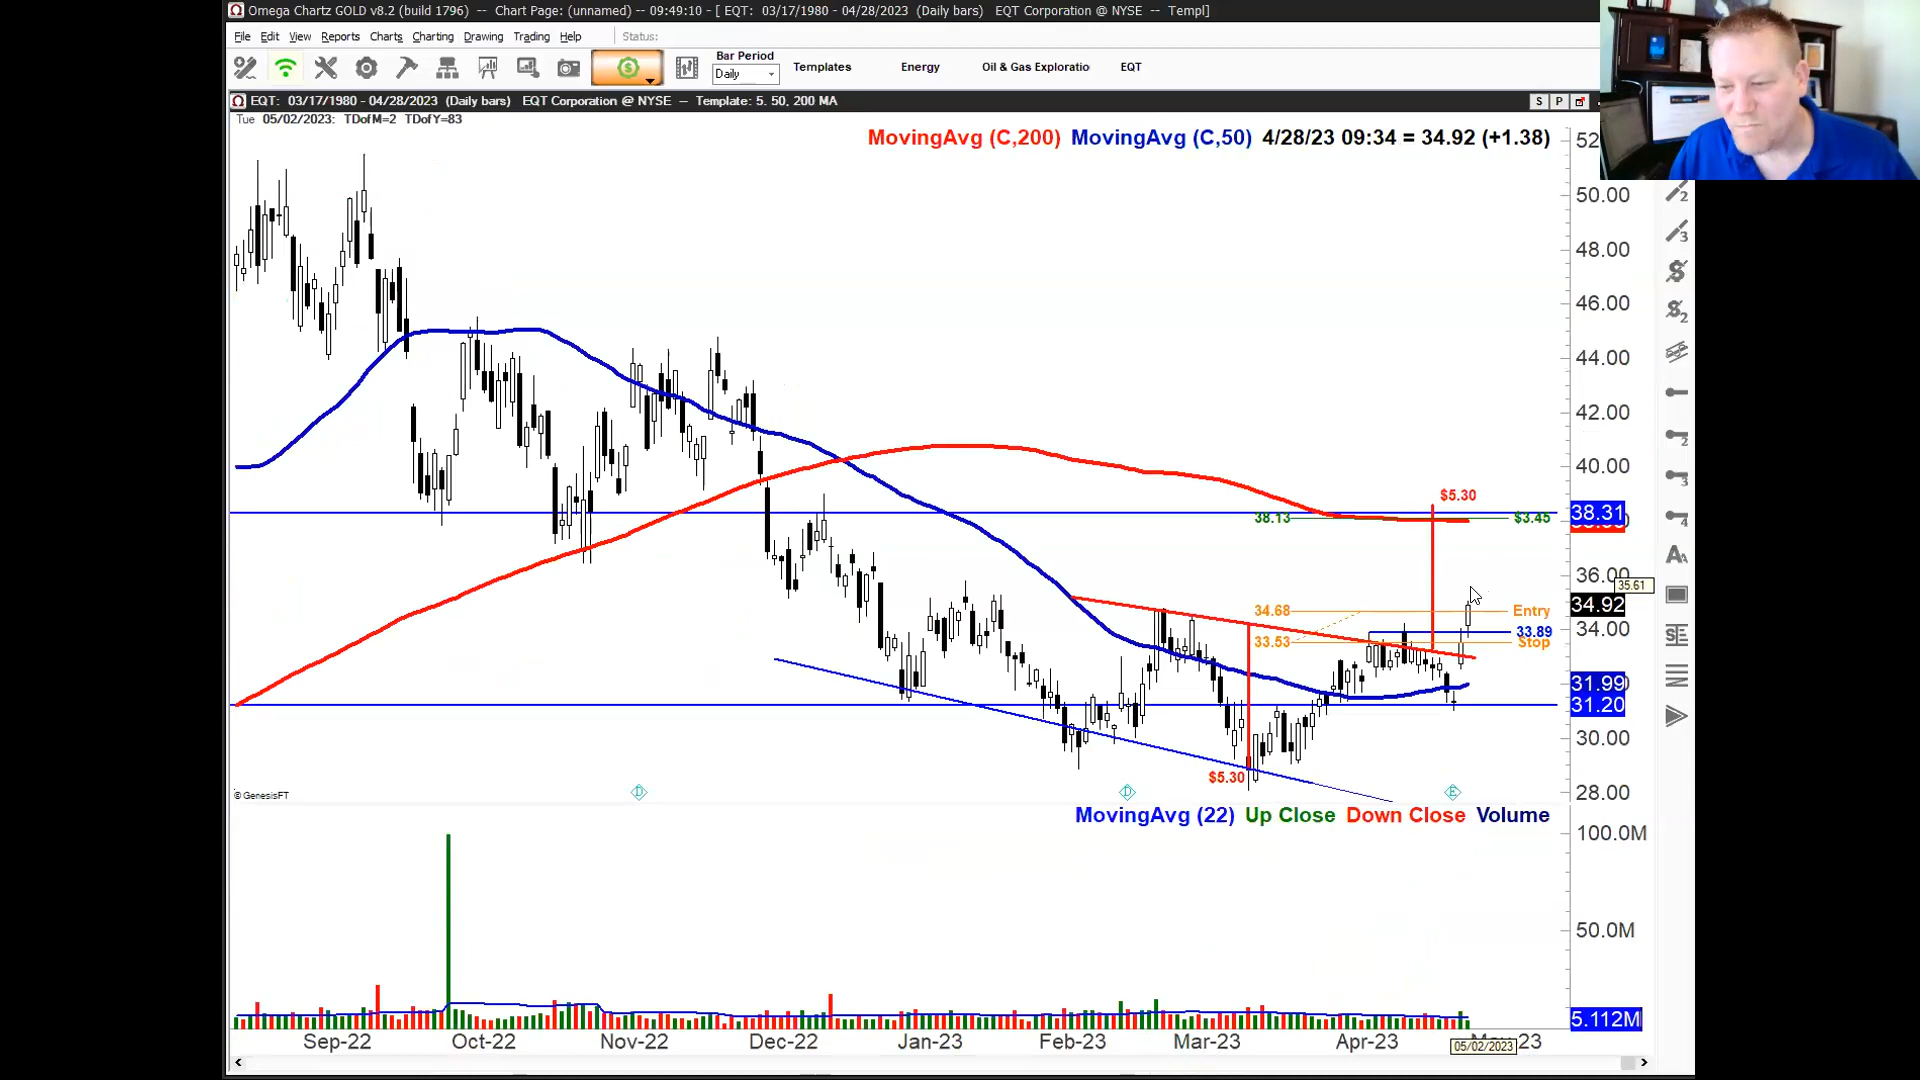 Omega Chartz GOLD v8.2 (build 1796) -- Chart Page: (unnamed) -- 09:49:10 - [ EQT: 03/17/1980 - 04/28/2023 (Daily bars) EQT Corporation @ NYSE -- Templ]
File Edit View Reports Charts Charting Drawing Trading Help Status:
Bar Period
Daily
Templates Energy Oil & Gas Exploratio EQT
EQT: 03/17/1980 - 04/28/2023 (Daily bars) EQT Corporation @ NYSE -- Template: 5. 50, 200 MA
S P
Tue 05/02/2023: TDofM=2 TDofY=83
MovingAvg (C,200) MovingAvg (C,50) 4/28/23 09:34 = 34.92 (+1.38)
52
50.00
48.00
46.00
44.00
42.00
40.00
$5.30
38.31
38.13 $3.45
36.00
35.61
34.92
34.68 Entry
34.00
33.89
33.53 Stop
31.99
31.20
30.00
$5.30
28.00
D D E
© GenesisFT
MovingAvg (22) Up Close Down Close Volume
100.0M
50.0M
5.112M
Sep-22 Oct-22 Nov-22 Dec-22 Jan-23 Feb-23 Mar-23 Apr-23 23
05/02/2023